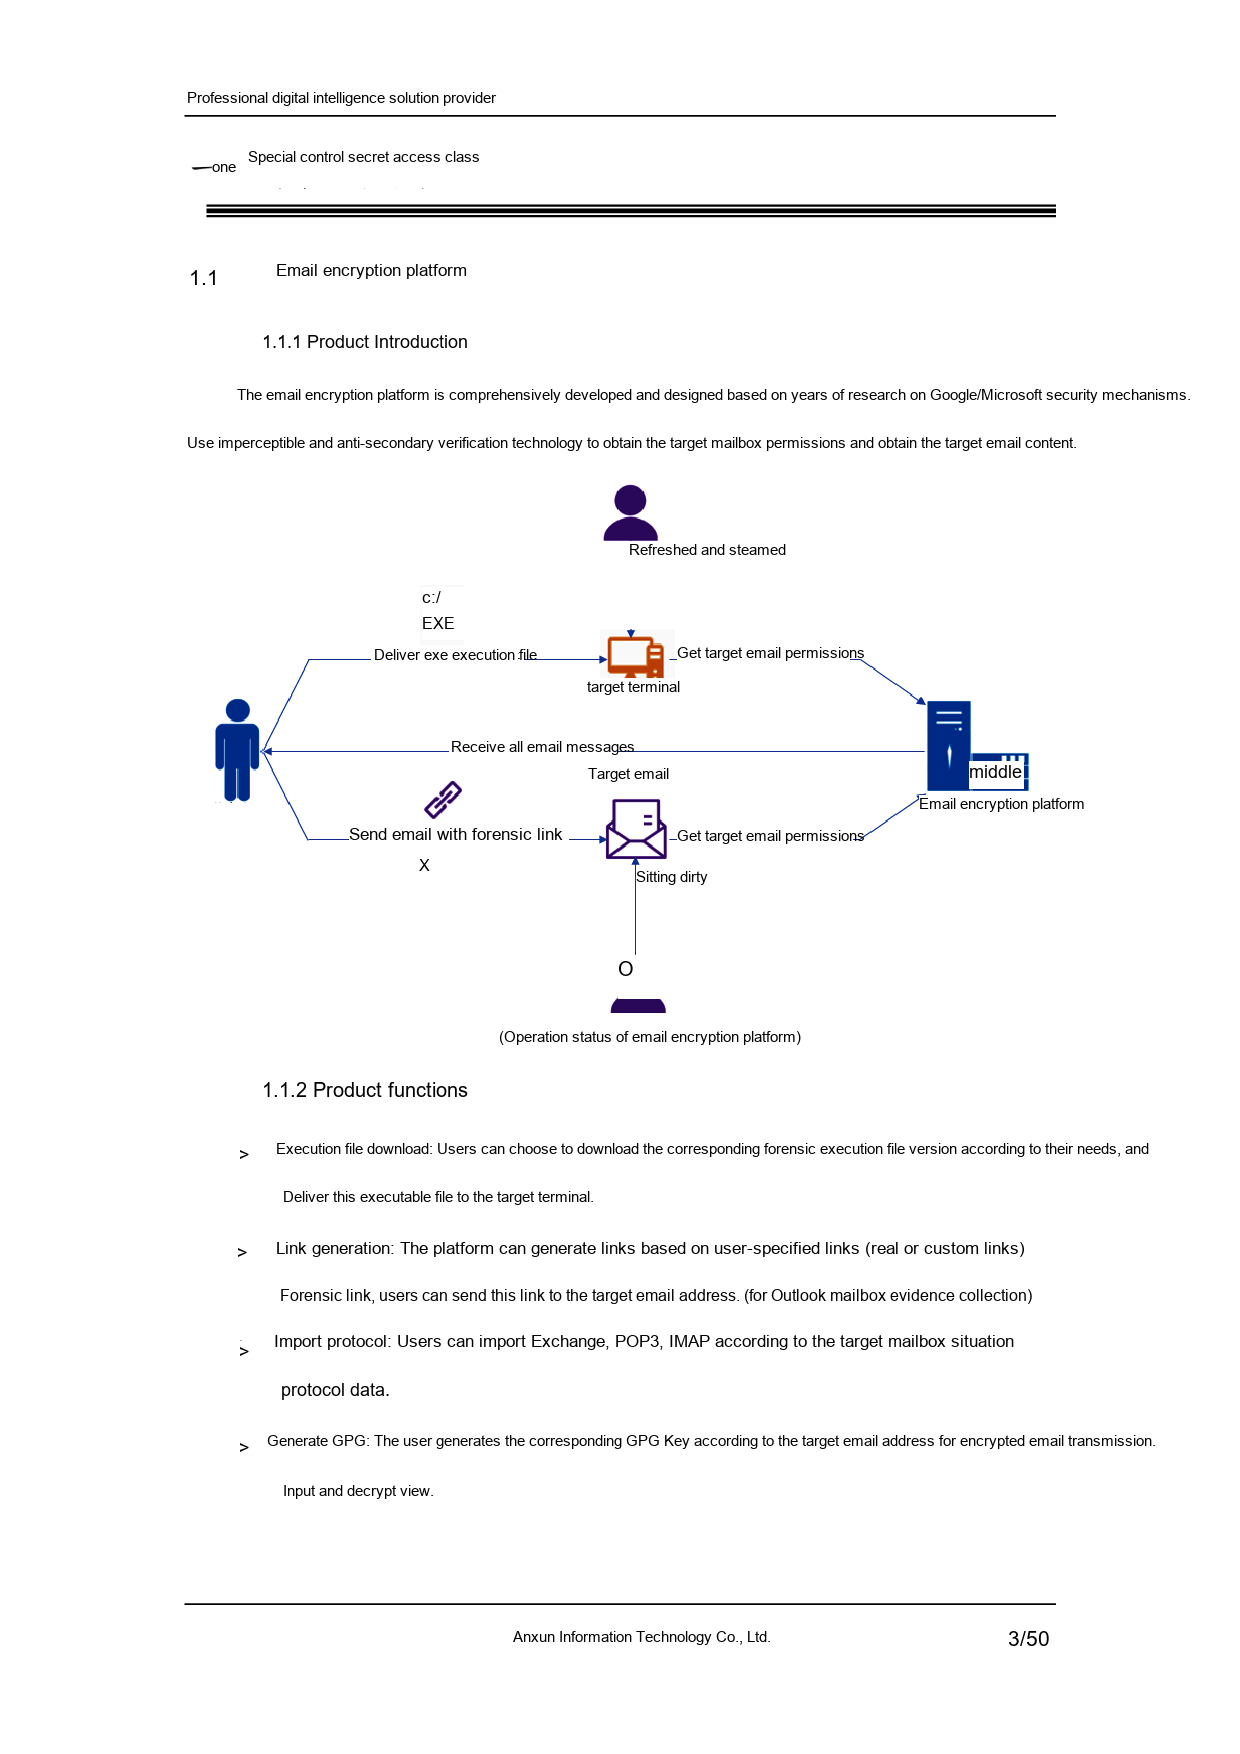 Professional digital intelligence solution provider
one Special control secret access class
1.1 Email encryption platform
1.1.1 Product Introduction
The email encryption platform is comprehensively developed and designed based on years of research on Google/Microsoft security mechanisms.
Use imperceptible and anti-secondary verification technology to obtain the target mailbox permissions and obtain the target email content.
Refreshed and steamed
c:/
EXE
Deliver exe execution file
Get target email permissions
target terminal
Receive all email messages
Target email
middle
Email encryption platform
Send email with forensic link
Get target email permissions
X
Sitting dirty
O
(Operation status of email encryption platform)
1.1.2 Product functions
> Execution file download: Users can choose to download the corresponding forensic execution file version according to their needs, and
Deliver this executable file to the target terminal.
> Link generation: The platform can generate links based on user-specified links (real or custom links)
Forensic link, users can send this link to the target email address. (for Outlook mailbox evidence collection)
> Import protocol: Users can import Exchange, POP3, IMAP according to the target mailbox situation
protocol data.
> Generate GPG: The user generates the corresponding GPG Key according to the target email address for encrypted email transmission.
Input and decrypt view.
Anxun Information Technology Co., Ltd.
3/50